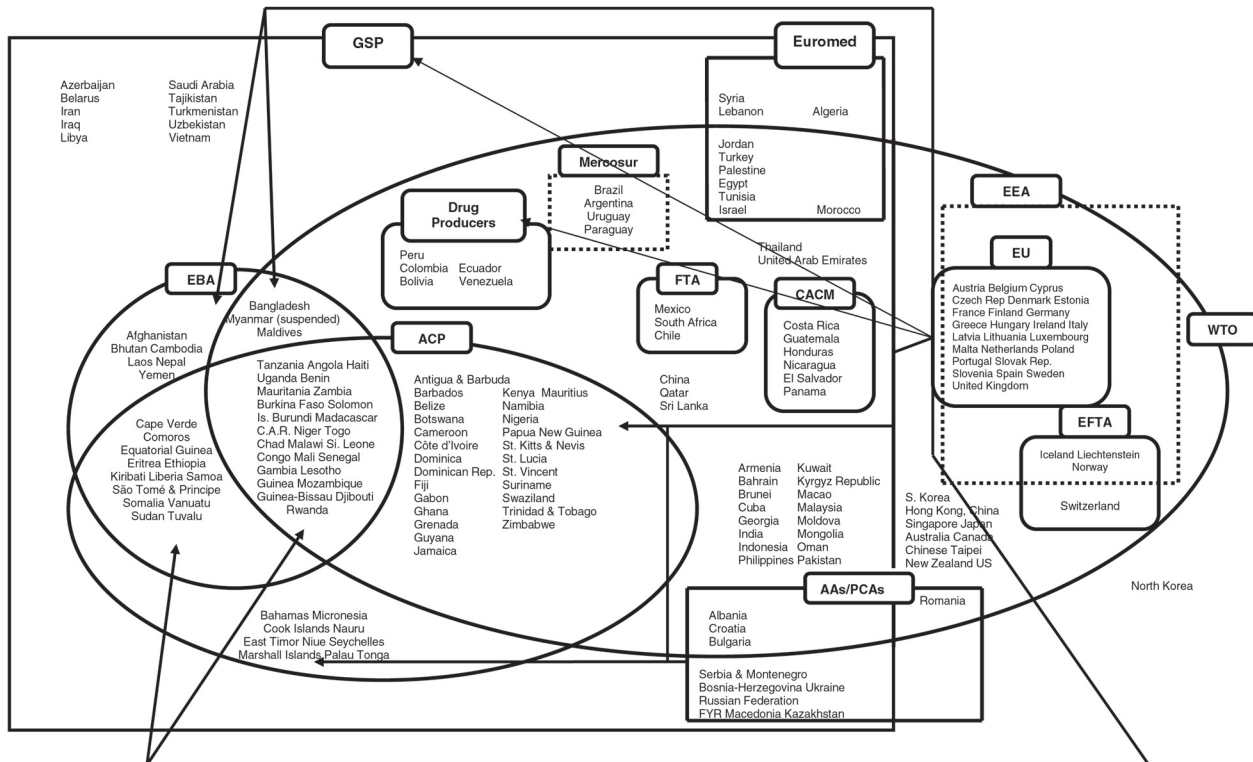 GSP
Euromed
Azerbaijan
Belarus
Iran
Iraq
Libya
Saudi Arabia
Tajikistan
Turkmenistan
Uzbekistan
Vietnam
Syria
Lebanon
Algeria
Jordan
Turkey
Palestine
Egypt
Tunisia
Israel
Morocco
Mercosur
Brazil
Argentina
Uruguay
Paraguay
Drug
Producers
Peru
Colombia Ecuador
Bolivia Venezuela
Thailand
United Arab Emirates
FTA
Mexico
South Africa
Chile
CACM
Costa Rica
Guatemala
Honduras
Nicaragua
El Salvador
Panama
EEA
EU
Austria Belgium Cyprus
Czech Rep Denmark Estonia
France Finland Germany
Greece Hungary Ireland Italy
Latvia Lithuania Luxembourg
Malta Netherlands Poland
Portugal Slovak Rep.
Slovenia Spain Sweden
United Kingdom
WTO
EFTA
Iceland Liechtenstein
Norway
Switzerland
EBA
Bangladesh
Myanmar (suspended)
Maldives
Afghanistan
Bhutan Cambodia
Laos Nepal
Yemen
ACP
Tanzania Angola Haiti
Uganda Benin
Mauritania Zambia
Burkina Faso Solomon
Is. Burundi Madacascar
C.A.R. Niger Togo
Chad Malawi Si. Leone
Congo Mali Senegal
Gambia Lesotho
Guinea Mozambique
Guinea-Bissau Djibouti
Rwanda
Cape Verde
Comoros
Equatorial Guinea
Eritrea Ethiopia
Kiribati Liberia Samoa
São Tomé & Principe
Somalia Vanuatu
Sudan Tuvalu
Antigua & Barbuda
Barbados Kenya Mauritius
Belize Namibia
Botswana Nigeria
Cameroon Papua New Guinea
Côte d'Ivoire St. Kitts & Nevis
Dominica St. Lucia
Dominican Rep. St. Vincent
Fiji Suriname
Gabon Swaziland
Ghana Trinidad & Tobago
Grenada Zimbabwe
Guyana
Jamaica
China
Qatar
Sri Lanka
Armenia Kuwait
Bahrain Kyrgyz Republic
Brunei Macao
Cuba Malaysia
Georgia Moldova
India Mongolia
Indonesia Oman
Philippines Pakistan
S. Korea
Hong Kong, China
Singapore Japan
Australia Canada
Chinese Taipei
New Zealand US
North Korea
Bahamas Micronesia
Cook Islands Nauru
East Timor Niue Seychelles
Marshall Islands Palau Tonga
AAs/PCAs
Romania
Albania
Croatia
Bulgaria
Serbia & Montenegro
Bosnia-Herzegovina Ukraine
Russian Federation
FYR Macedonia Kazakhstan